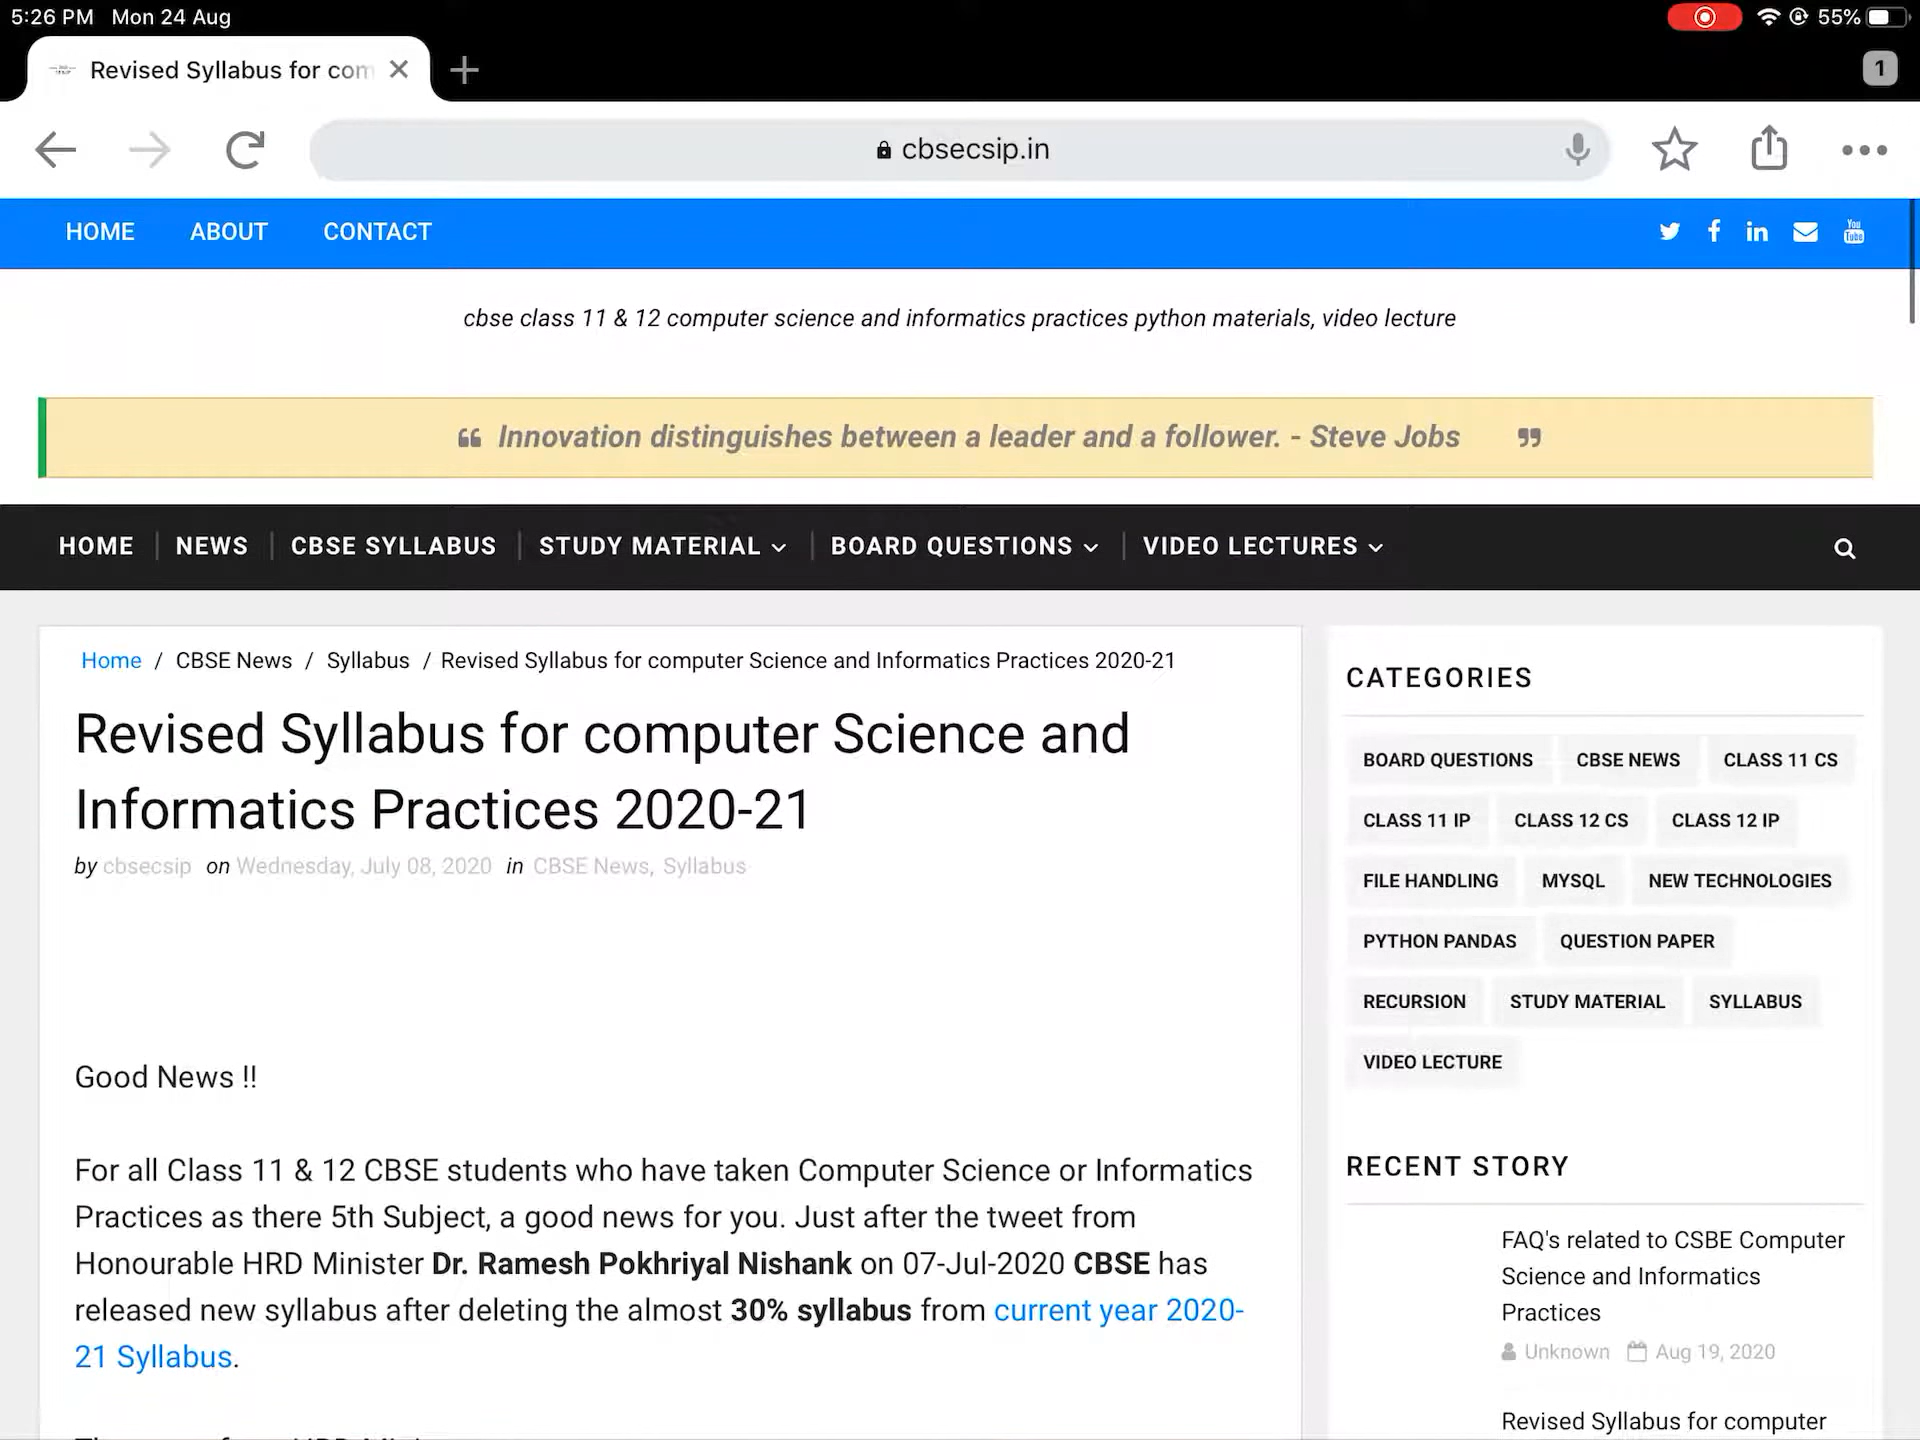 5:26 PM Mon 24 Aug
55%
Revised Syllabus for com
1
cbsecsip.in
HOME ABOUT CONTACT
You Tube
cbse class 11 & 12 computer science and informatics practices python materials, video lecture
❝ Innovation distinguishes between a leader and a follower. - Steve Jobs ❞
HOME NEWS CBSE SYLLABUS STUDY MATERIAL BOARD QUESTIONS VIDEO LECTURES
Home / CBSE News / Syllabus / Revised Syllabus for computer Science and Informatics Practices 2020-21
Revised Syllabus for computer Science and
Informatics Practices 2020-21
by cbsecsip on Wednesday, July 08, 2020 in CBSE News, Syllabus
Good News !!
For all Class 11 & 12 CBSE students who have taken Computer Science or Informatics
Practices as there 5th Subject, a good news for you. Just after the tweet from
Honourable HRD Minister Dr. Ramesh Pokhriyal Nishank on 07-Jul-2020 CBSE has
released new syllabus after deleting the almost 30% syllabus from current year 2020-
21 Syllabus.
CATEGORIES
BOARD QUESTIONS CBSE NEWS CLASS 11 CS
CLASS 11 IP CLASS 12 CS CLASS 12 IP
FILE HANDLING MYSQL NEW TECHNOLOGIES
PYTHON PANDAS QUESTION PAPER
RECURSION STUDY MATERIAL SYLLABUS
VIDEO LECTURE
RECENT STORY
FAQ's related to CSBE Computer
Science and Informatics
Practices
Unknown Aug 19, 2020
Revised Syllabus for computer